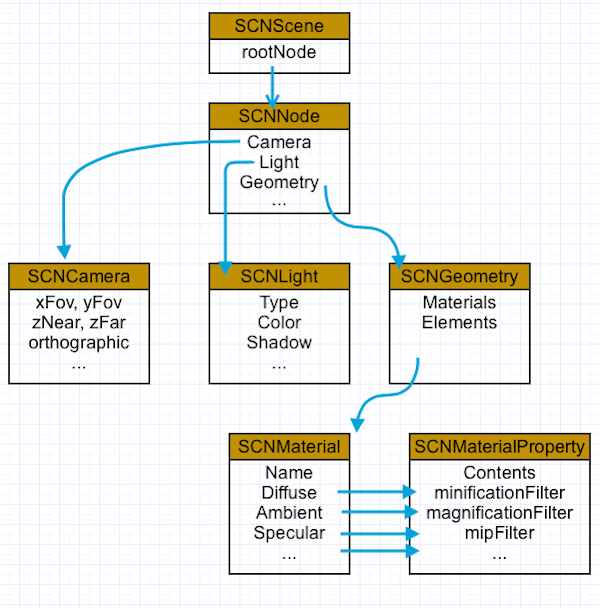 SCNScene
rootNode
SCNNode
Camera
Light
Geometry
...
SCNCamera
xFov, yFov
zNear, zFar
orthographic
...
SCNLight
Type
Color
Shadow
...
SCNGeometry
Materials
Elements
SCNMaterial
Name
Diffuse
Ambient
Specular
...
SCNMaterialProperty
Contents
minificationFilter
magnificationFilter
mipFilter
...